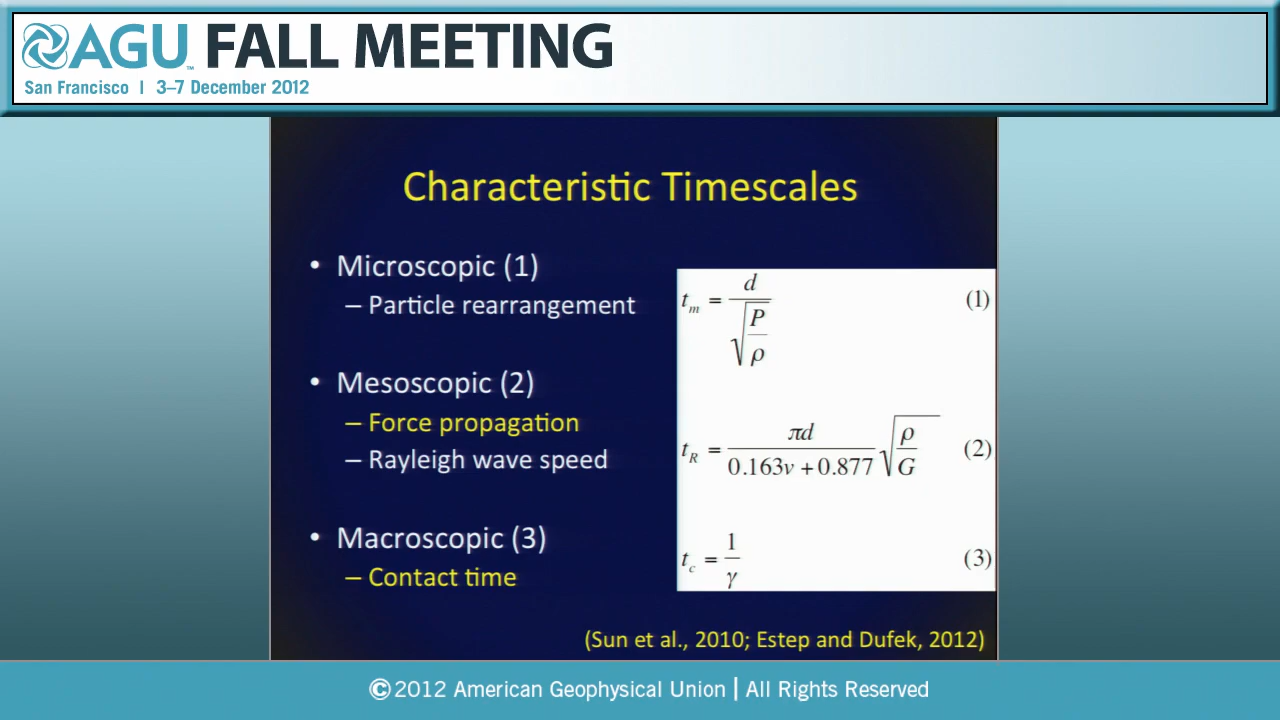 AGU™ FALL MEETING
San Francisco | 3–7 December 2012
Characteristic Timescales
• Microscopic (1)
– Particle rearrangement
• Mesoscopic (2)
– Force propagation
– Rayleigh wave speed
• Macroscopic (3)
– Contact time
t_m = d / √(P/ρ) (1)
t_R = πd / (0.163ν + 0.877) √(ρ/G) (2)
t_c = 1/γ (3)
(Sun et al., 2010; Estep and Dufek, 2012)
©2012 American Geophysical Union | All Rights Reserved